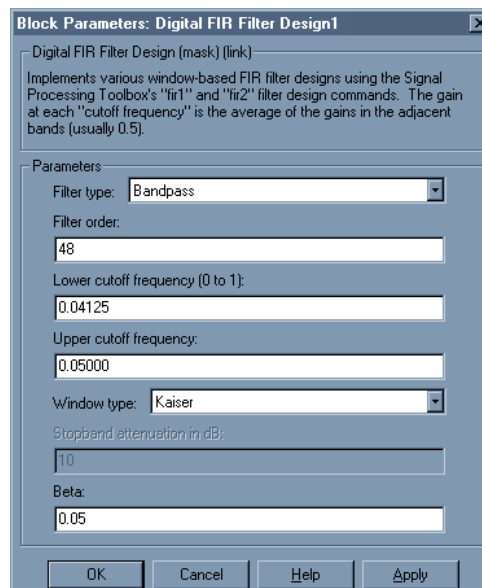 Block Parameters: Digital FIR Filter Design1
Digital FIR Filter Design (mask) (link)
Implements various window-based FIR filter designs using the Signal
Processing Toolbox's "fir1" and "fir2" filter design commands. The gain
at each "cutoff frequency" is the average of the gains in the adjacent
bands (usually 0.5).
Parameters
Filter type: Bandpass
Filter order:
48
Lower cutoff frequency (0 to 1):
0.04125
Upper cutoff frequency:
0.05000
Window type: Kaiser
Stopband attenuation in dB:
10
Beta:
0.05
OK Cancel Help Apply